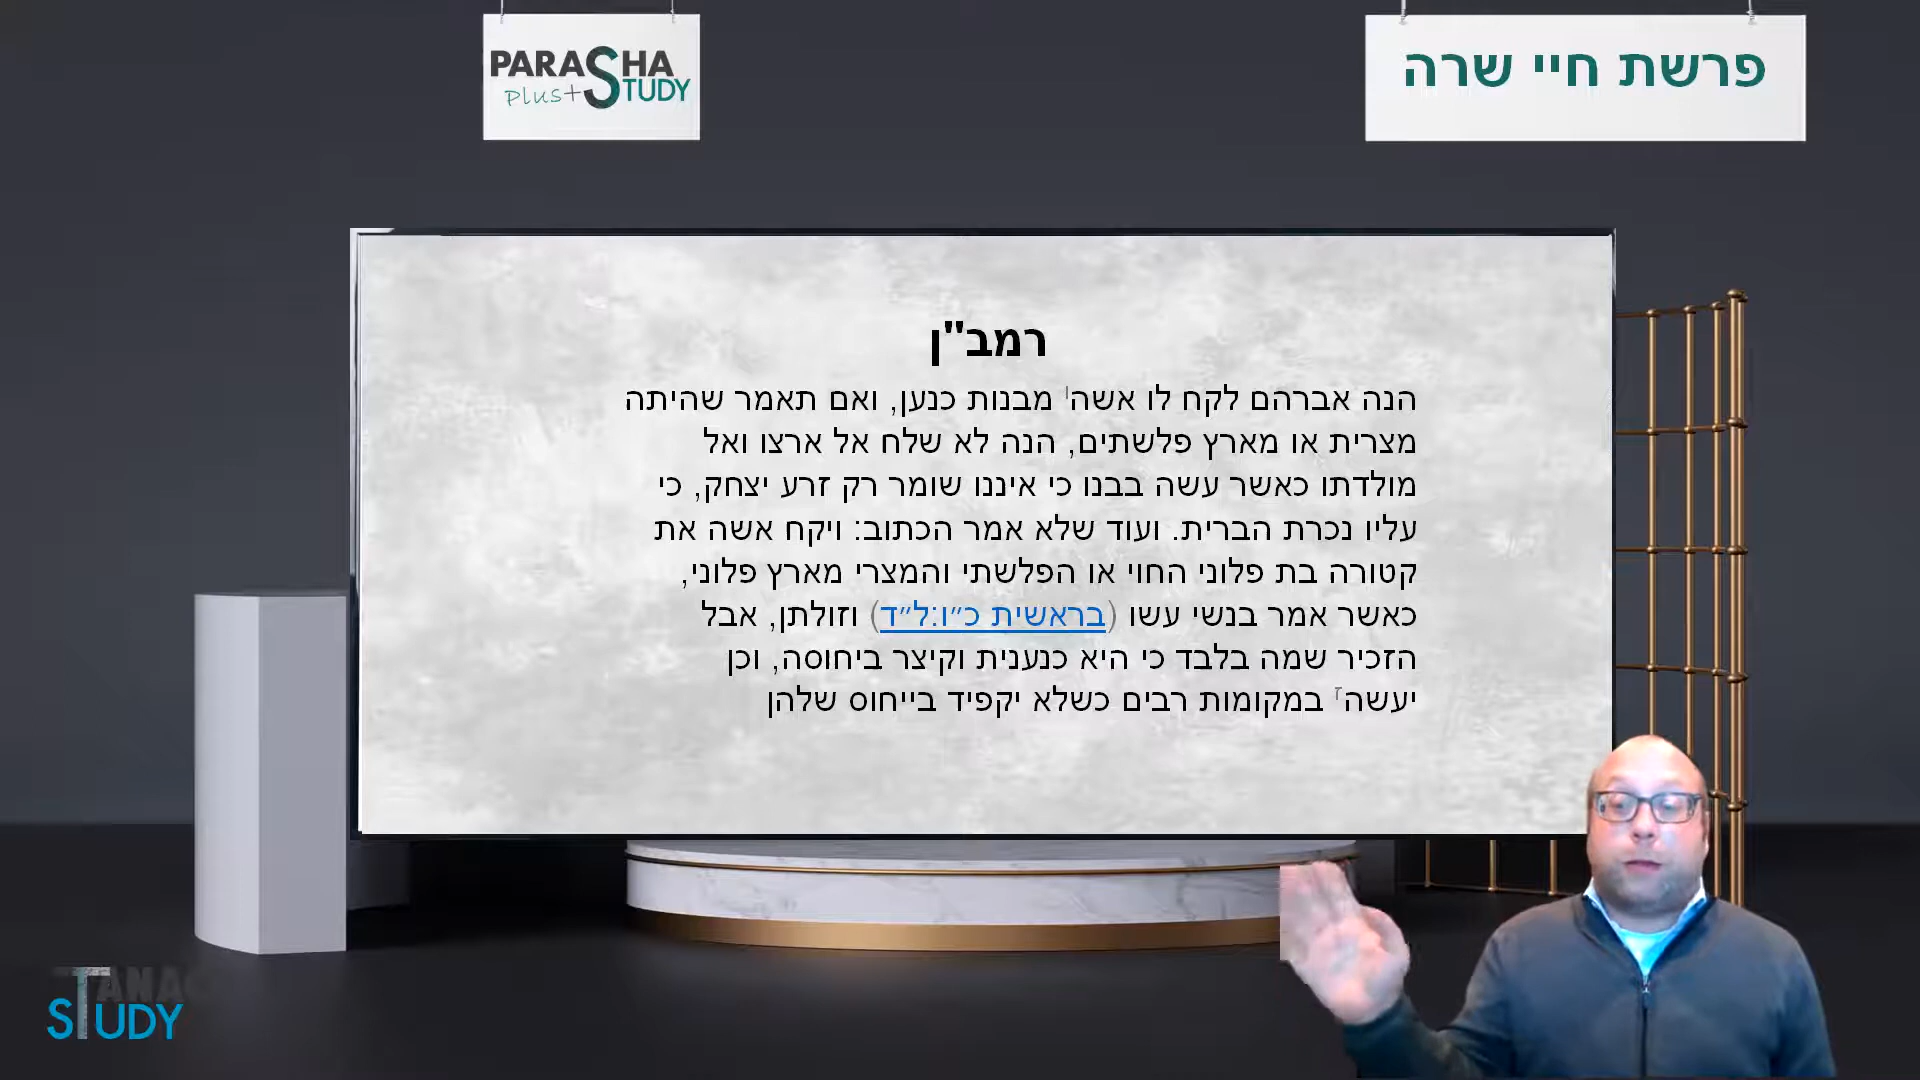 PARASHA
plus+ STUDY
פרשת חיי שרה
רמב"ן
הנה אברהם לקח לו אשהו מבנות כנען, ואם תאמר שהיתה
מצרית או מארץ פלשתים, הנה לא שלח אל ארצו ואל
מולדתו כאשר עשה בבנו כי איננו שומר רק זרע יצחק, כי
עליו נכרת הברית. ועוד שלא אמר הכתוב: ויקח אשה את
קטורה בת פלוני החוי או הפלשתי והמצרי מארץ פלוני,
כאשר אמר בנשי עשו (בראשית כ״ו:ל״ד) וזולתן, אבל
הזכיר שמה בלבד כי היא כנענית וקיצר ביחוסה, וכן
יעשהז במקומות רבים כשלא יקפיד בייחוס שלהן
TANACH
STUDY